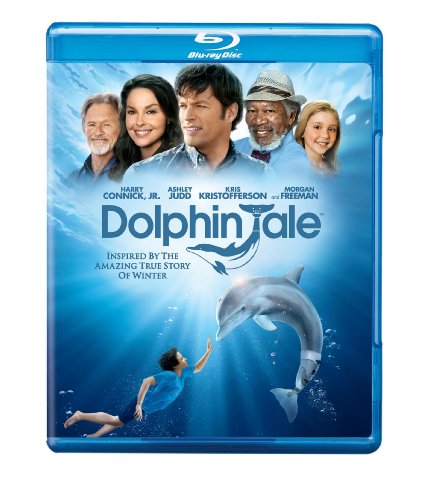 Blu-ray Disc
HARRY CONNICK, JR. ASHLEY JUDD KRIS KRISTOFFERSON and MORGAN FREEMAN
Dolphin Tale™
INSPIRED BY THE
AMAZING TRUE STORY
OF WINTER